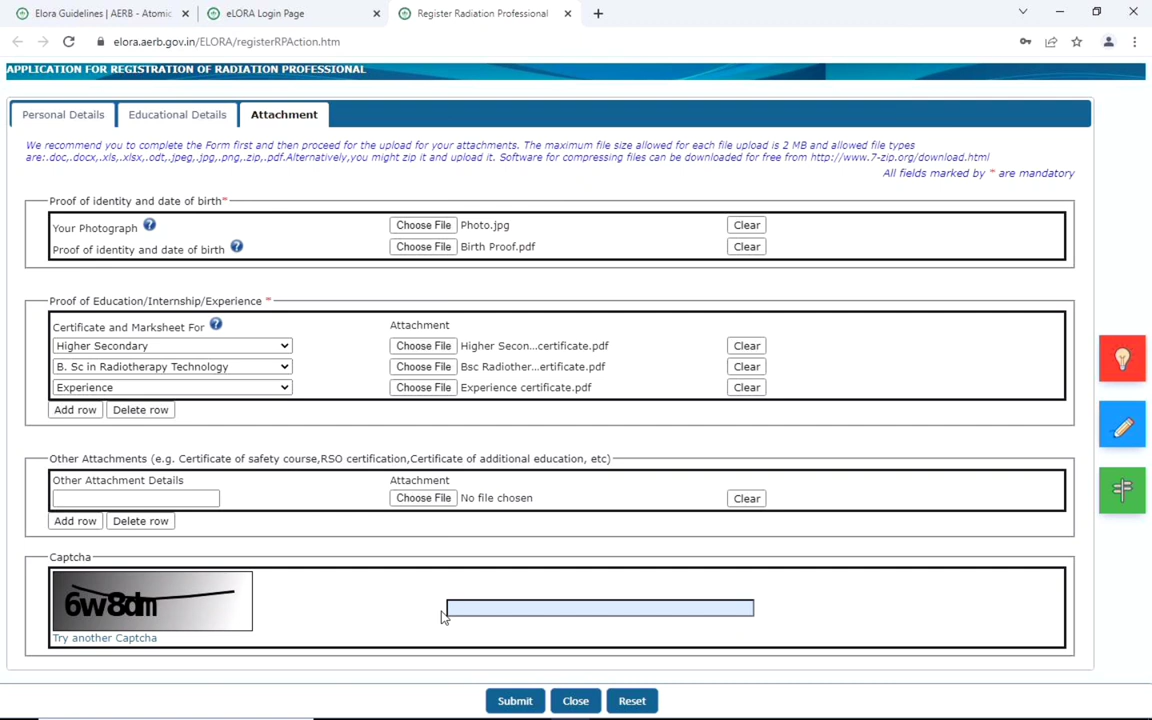 Elora Guidelines | AERB - Atomic
eLORA Login Page
Register Radiation Professional
elora.aerb.gov.in/ELORA/registerRPAction.htm
APPLICATION FOR REGISTRATION OF RADIATION PROFESSIONAL
Personal Details
Educational Details
Attachment
We recommend you to complete the Form first and then proceed for the upload for your attachments. The maximum file size allowed for each file upload is 2 MB and allowed file types
are:.doc,.docx,.xls,.xlsx,.odt,.jpeg,.jpg,.png,.zip,.pdf.Alternatively,you might zip it and upload it. Software for compressing files can be downloaded for free from http://www.7-zip.org/download.html
All fields marked by * are mandatory
Proof of identity and date of birth*
Your Photograph ? Choose File Photo.jpg Clear
Proof of identity and date of birth ? Choose File Birth Proof.pdf Clear
Proof of Education/Internship/Experience *
Certificate and Marksheet For ? Attachment
Higher Secondary Choose File Higher Secon...certificate.pdf Clear
B. Sc in Radiotherapy Technology Choose File Bsc Radiother...ertificate.pdf Clear
Experience Choose File Experience certificate.pdf Clear
Add row Delete row
Other Attachments (e.g. Certificate of safety course,RSO certification,Certificate of additional education, etc)
Other Attachment Details Attachment
Choose File No file chosen Clear
Add row Delete row
Captcha
6w8dm
Try another Captcha
Submit Close Reset